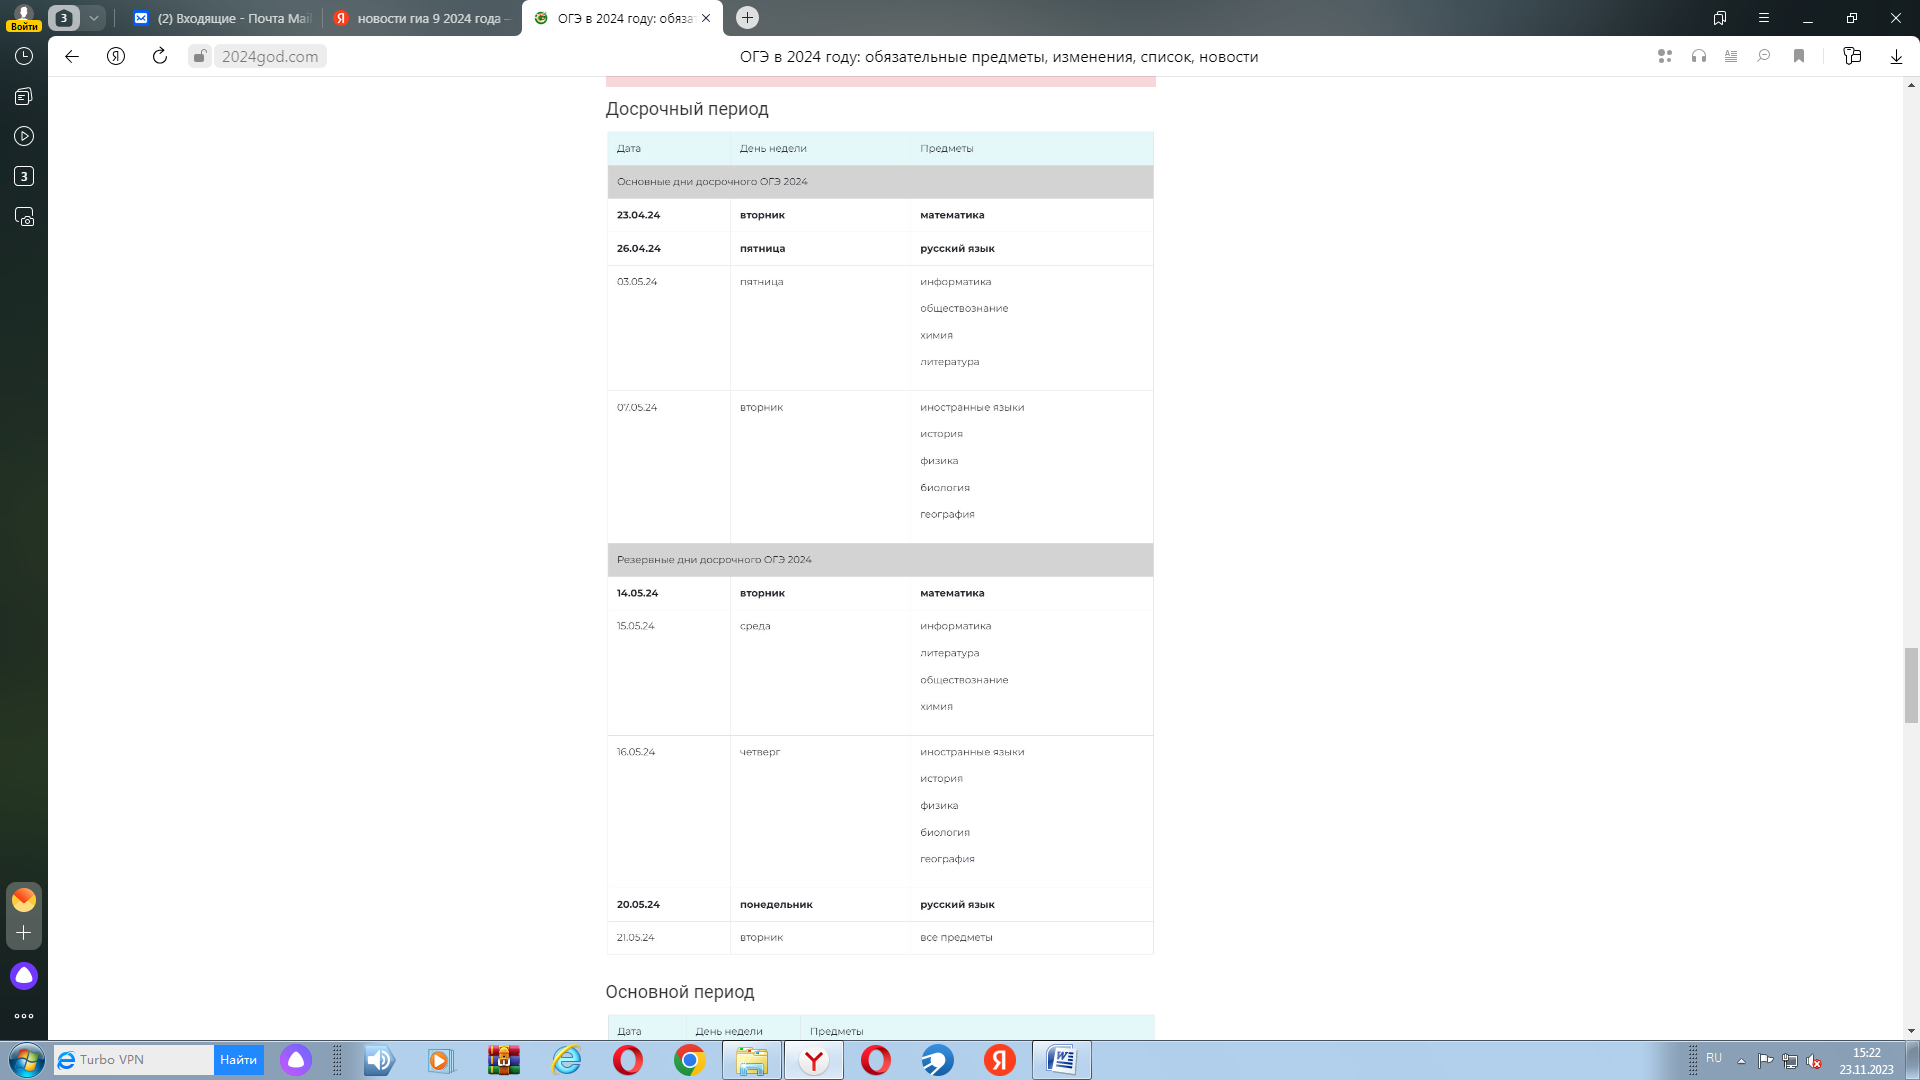 3
(2) Входящие - Почта Mai
новости гиа 9 2024 года –
ОГЭ в 2024 году: обяза
Войти
2024god.com
ОГЭ в 2024 году: обязательные предметы, изменения, список, новости
3
Досрочный период
Дата День недели Предметы
Основные дни досрочного ОГЭ 2024
23.04.24 вторник математика
26.04.24 пятница русский язык
03.05.24 пятница информатика
обществознание
химия
литература
07.05.24 вторник иностранные языки
история
физика
биология
география
Резервные дни досрочного ОГЭ 2024
14.05.24 вторник математика
15.05.24 среда информатика
литература
обществознание
химия
16.05.24 четверг иностранные языки
история
физика
биология
география
20.05.24 понедельник русский язык
21.05.24 вторник все предметы
Основной период
Дата День недели Предметы
Turbo VPN Найти
RU
15:22
23.11.2023